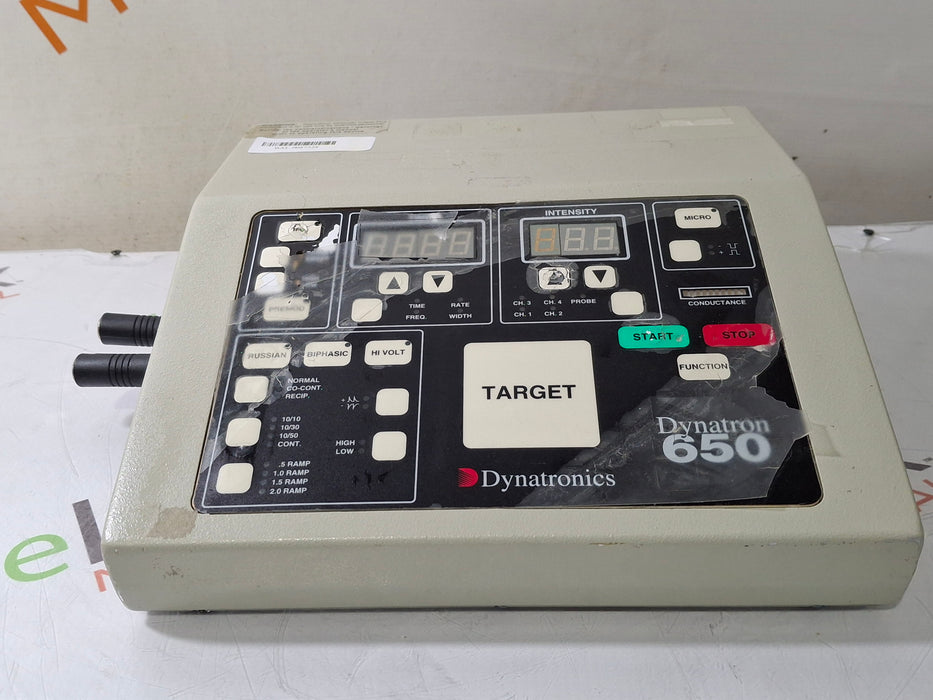 INTENSITY
MICRO
PREMOD
TIME
RATE
FREQ.
WIDTH
CH. 3
CH. 4
PROBE
CH. 1
CH. 2
-
+
CONDUCTANCE
START
STOP
FUNCTION
RUSSIAN
BIPHASIC
HI VOLT
NORMAL
CO-CONT.
RECIP.
+
-
10/10
10/30
10/50
CONT.
HIGH
LOW
.5 RAMP
1.0 RAMP
1.5 RAMP
2.0 RAMP
TARGET
Dynatron
650
Dynatronics
e